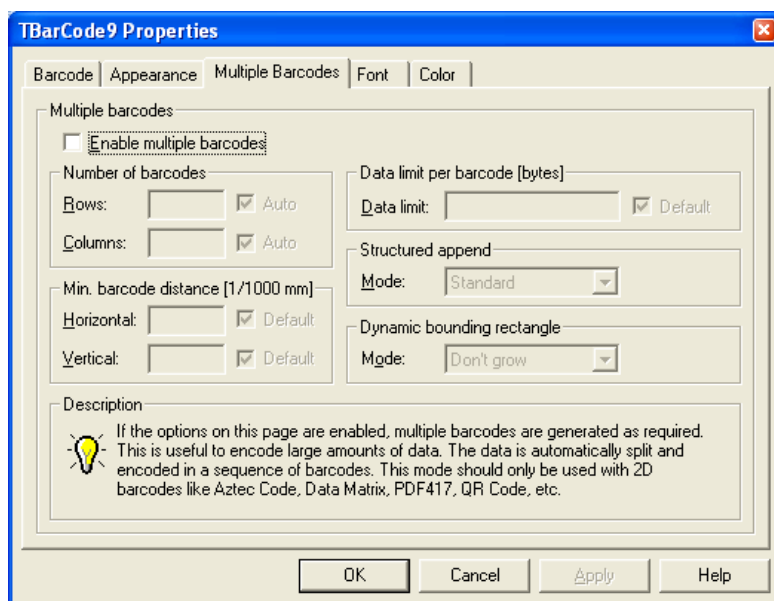 TBarCode9 Properties
Barcode Appearance Multiple Barcodes Font Color
Multiple barcodes
Enable multiple barcodes
Number of barcodes
Rows: Auto
Columns: Auto
Data limit per barcode [bytes]
Data limit: Default
Structured append
Mode: Standard
Min. barcode distance [1/1000 mm]
Horizontal: Default
Vertical: Default
Dynamic bounding rectangle
Mode: Don't grow
Description
If the options on this page are enabled, multiple barcodes are generated as required.
This is useful to encode large amounts of data. The data is automatically split and
encoded in a sequence of barcodes. This mode should only be used with 2D
barcodes like Aztec Code, Data Matrix, PDF417, QR Code, etc.
OK Cancel Apply Help